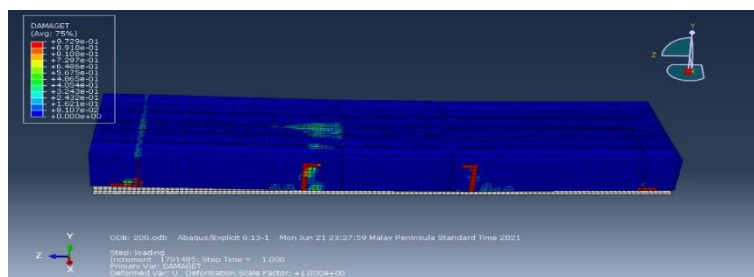 DAMAGET
(Avg: 75%)
+9.729e-01
+8.910e-01
+8.100e-01
+7.297e-01
+6.486e-01
+5.675e-01
+4.865e-01
+4.054e-01
+3.243e-01
+2.432e-01
+1.621e-01
+8.107e-02
+0.000e+00
Y
Z
Y
Z
X
ODB: 200.odb Abaqus/Explicit 6.13-1 Mon Jun 21 23:27:59 Malay Peninsula Standard Time 2021
Step: loading
Increment 1791485: Step Time = 1.000
Primary Var: DAMAGET
Deformed Var: U Deformation Scale Factor: +1.000e+00